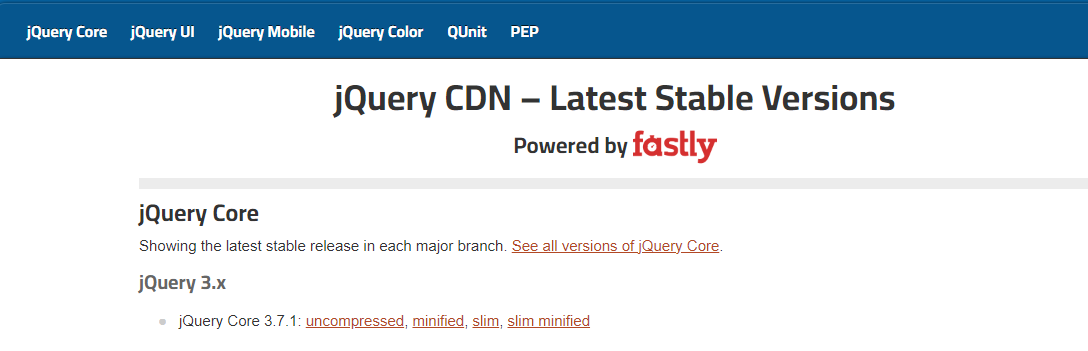 jQuery Core jQuery UI jQuery Mobile jQuery Color QUnit PEP
jQuery CDN – Latest Stable Versions
Powered by fastly
jQuery Core
Showing the latest stable release in each major branch. See all versions of jQuery Core.
jQuery 3.x
jQuery Core 3.7.1: uncompressed, minified, slim, slim minified